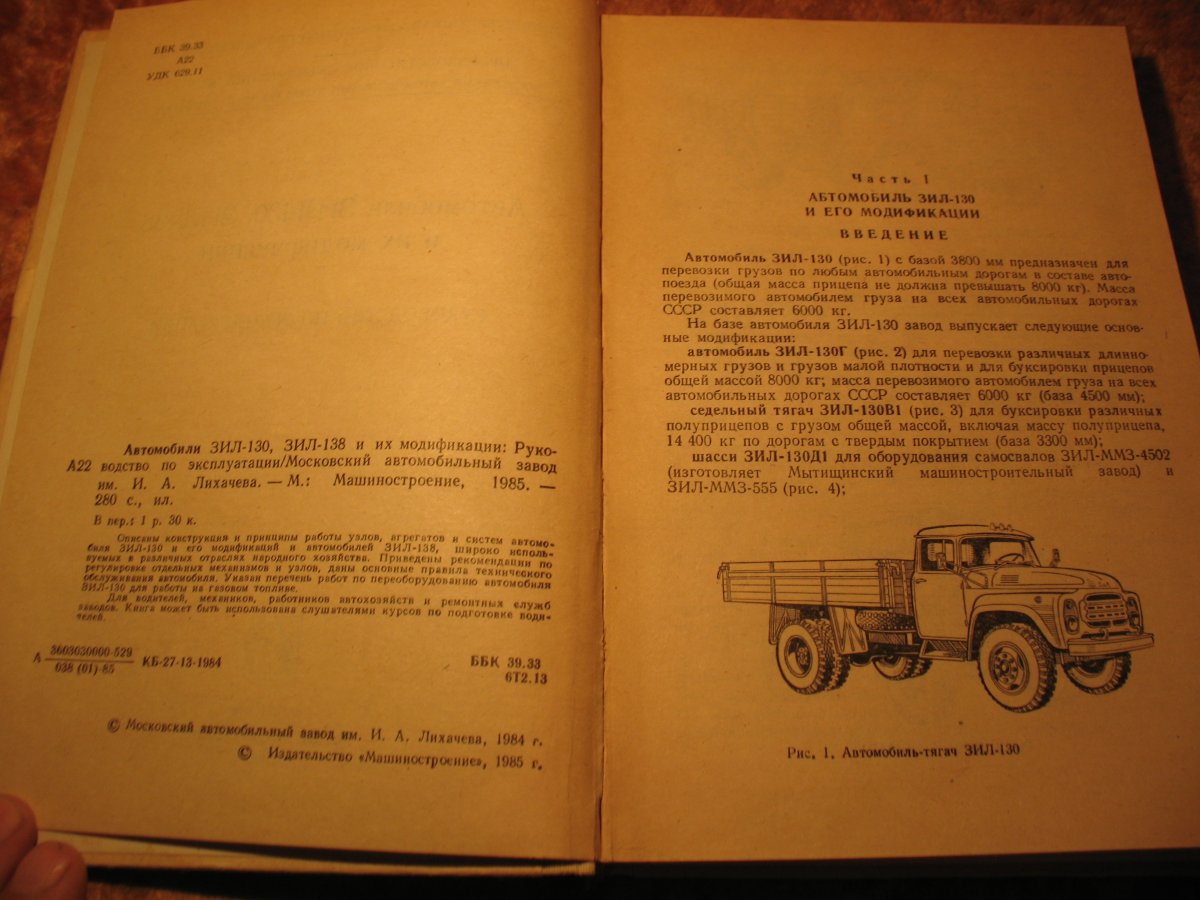 ББК 39.33
А22
УДК 629.11
Автомобили ЗИЛ-130, ЗИЛ-138 и их модификации: Руко-
А22 водство по эксплуатации/Московский автомобильный завод
им. И. А. Лихачева. — М.: Машиностроение, 1985. —
280 с., ил.
В пер.: 1 р. 30 к.
Описаны конструкция и принципы работы узлов, агрегатов и систем автомо-
биля ЗИЛ-130 и его модификаций и автомобилей ЗИЛ-138, широко исполь-
зуемых в различных отраслях народного хозяйства. Приведены рекомендации по
регулировке отдельных механизмов и узлов, даны основные правила технического
обслуживания автомобиля. Указан перечень работ по переоборудованию автомобиля
ЗИЛ-130 для работы на газовом топливе.
Для водителей, механиков, работников автохозяйств и ремонтных служб
заводов. Книга может быть использована слушателями курсов по подготовке води-
телей.
А 3603030000-529
038 (01)-85
КБ-27-13-1984
ББК 39.33
6Т2.13
© Московский автомобильный завод им. И. А. Лихачева, 1984 г.
© Издательство «Машиностроение», 1985 г.
Часть I
АВТОМОБИЛЬ ЗИЛ-130
И ЕГО МОДИФИКАЦИИ
ВВЕДЕНИЕ
Автомобиль ЗИЛ-130 (рис. 1) с базой 3800 мм предназначен для
перевозки грузов по любым автомобильным дорогам в составе авто-
поезда (общая масса прицепа не должна превышать 8000 кг). Масса
перевозимого автомобилем груза на всех автомобильных дорогах
СССР составляет 6000 кг.
На базе автомобиля ЗИЛ-130 завод выпускает следующие основ-
ные модификации:
автомобиль ЗИЛ-130Г (рис. 2) для перевозки различных длинно-
мерных грузов и грузов малой плотности и для буксировки прицепов
общей массой 8000 кг; масса перевозимого автомобилем груза на всех
автомобильных дорогах СССР составляет 6000 кг (база 4500 мм);
седельный тягач ЗИЛ-130В1 (рис. 3) для буксировки различных
полуприцепов с грузом общей массой, включая массу полуприцепа,
14 400 кг по дорогам с твердым покрытием (база 3300 мм);
шасси ЗИЛ-130Д1 для оборудования самосвалов ЗИЛ-ММЗ-4502
(изготовляет Мытищинский машиностроительный завод) и
ЗИЛ-ММЗ-555 (рис. 4);
Рис. 1. Автомобиль-тягач ЗИЛ-130